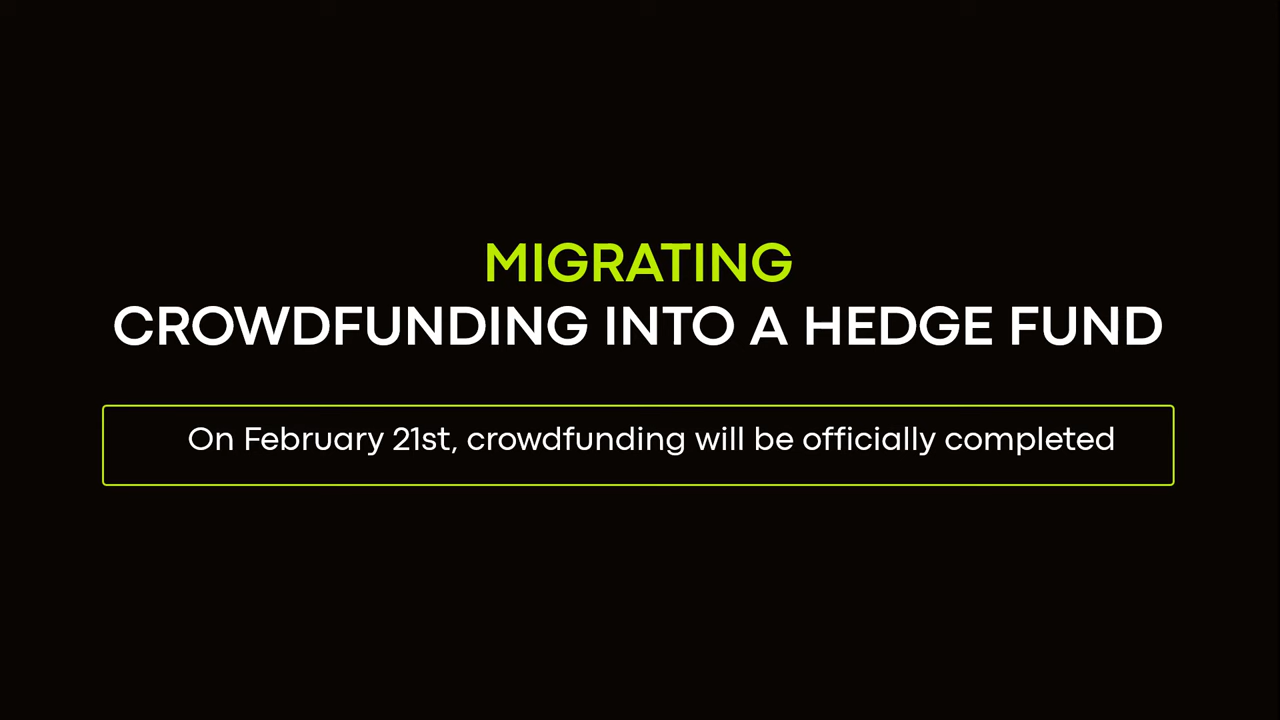 MIGRATING
CROWDFUNDING INTO A HEDGE FUND
On February 21st, crowdfunding will be officially completed